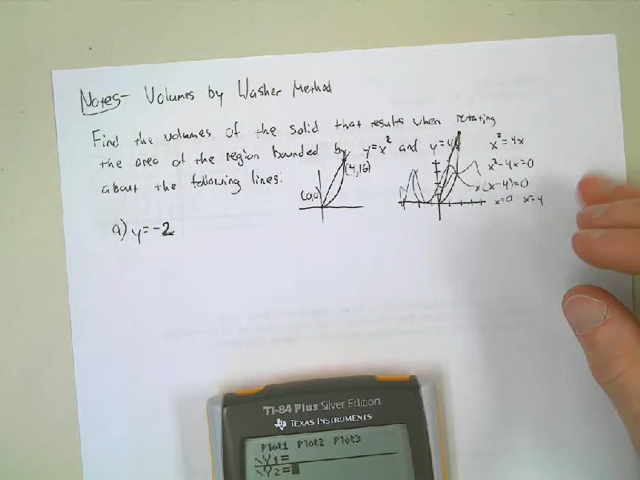 Notes- Volumes by Washer Method
Find the volumes of the solid that results when rotating
the area of the region bounded by y=x² and y=4x
about the following lines:
(4,16)
(0,0)
x²=4x
x²-4x=0
x(x-4)=0
x=0 x=4
a) y=-2
TI-84 Plus Silver Edition
TEXAS INSTRUMENTS
Plot1 Plot2 Plot3
\Y1=
\Y2=